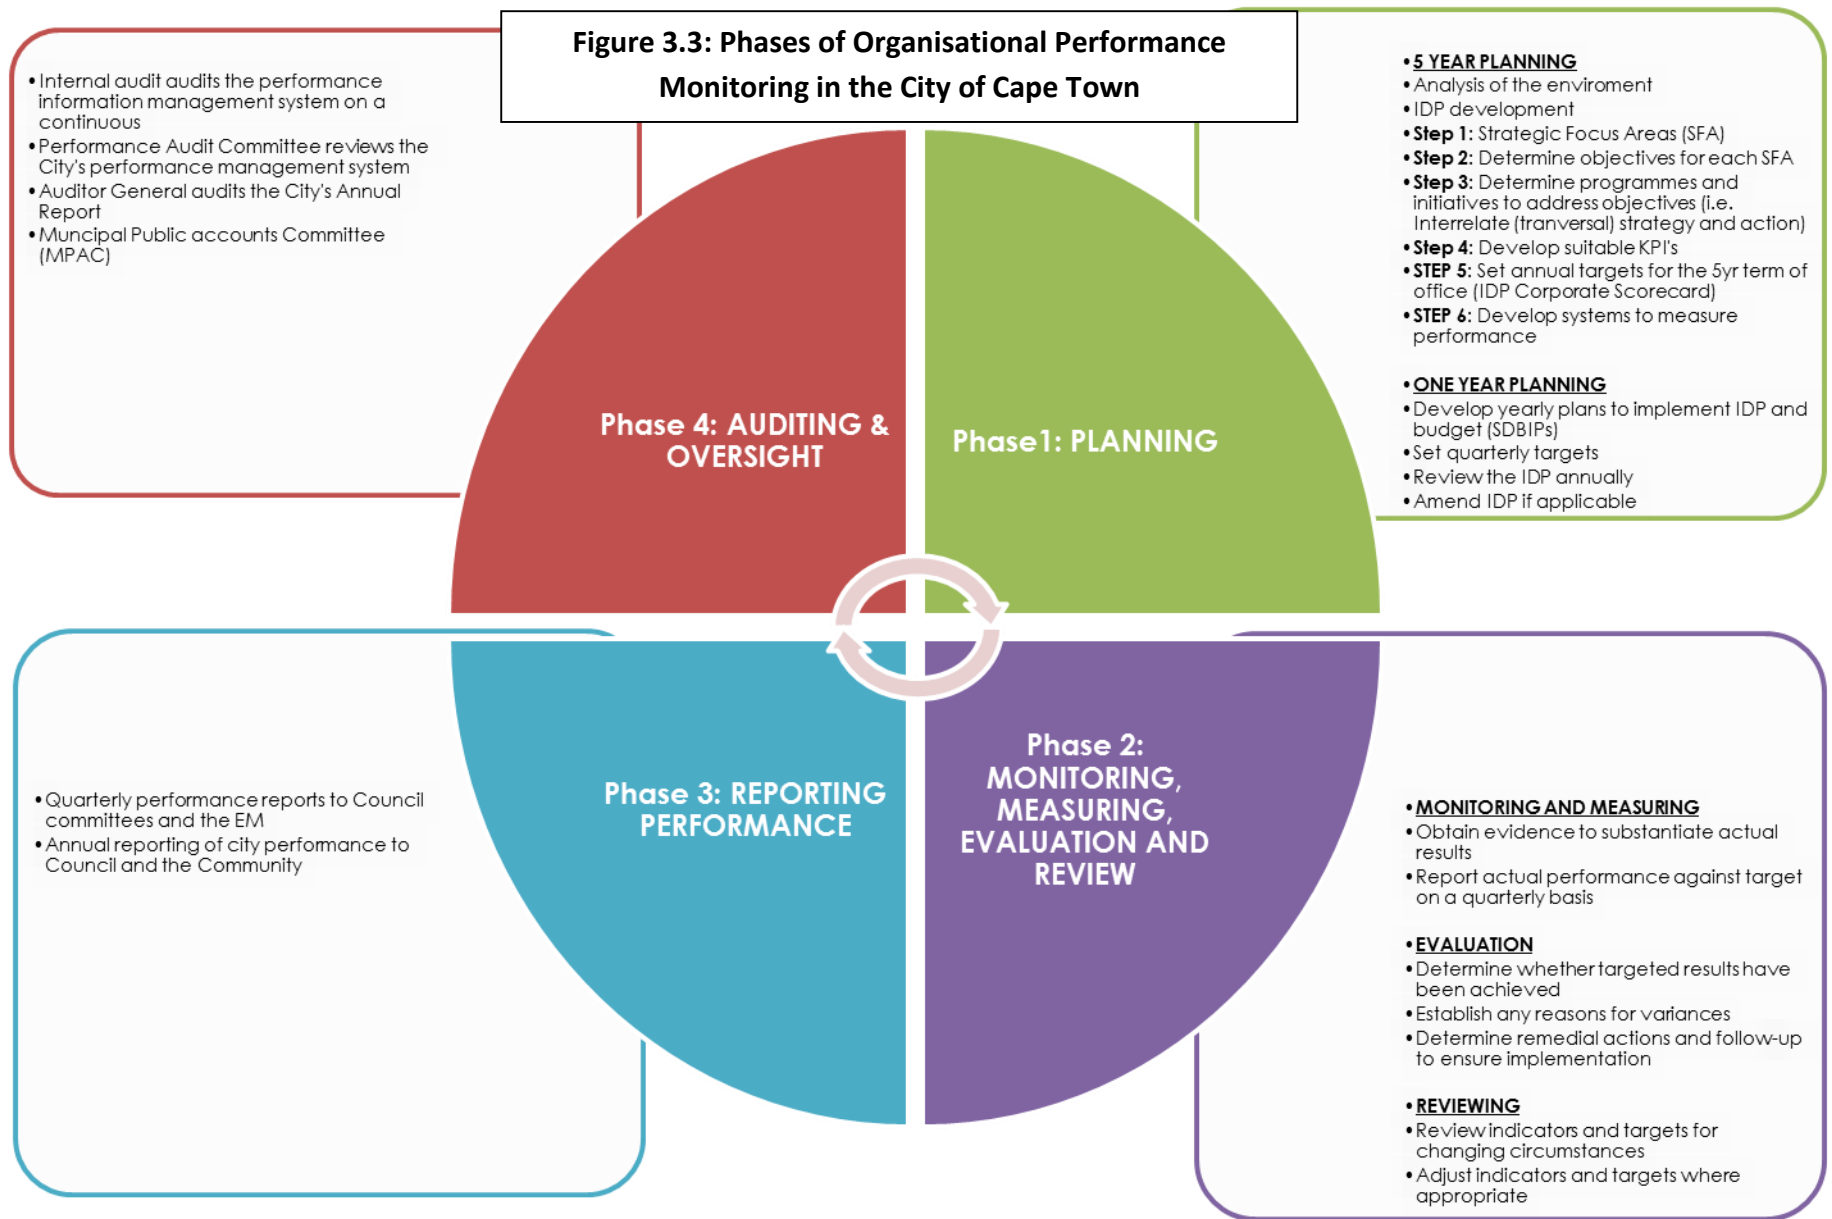 Figure 3.3: Phases of Organisational Performance
Monitoring in the City of Cape Town
•Internal audit audits the performance
information management system on a
continuous
•Performance Audit Committee reviews the
City's performance management system
•Auditor General audits the City's Annual
Report
•Muncipal Public accounts Committee
(MPAC)
•5 YEAR PLANNING
•Analysis of the enviroment
•IDP development
•Step 1: Strategic Focus Areas (SFA)
•Step 2: Determine objectives for each SFA
•Step 3: Determine programmes and
initiatives to address objectives (i.e.
Interrelate (tranversal) strategy and action)
•Step 4: Develop suitable KPI's
•STEP 5: Set annual targets for the 5yr term of
office (IDP Corporate Scorecard)
•STEP 6: Develop systems to measure
performance
•ONE YEAR PLANNING
•Develop yearly plans to implement IDP and
budget (SDBIPs)
•Set quarterly targets
•Review the IDP annually
•Amend IDP if applicable
Phase 4: AUDITING &
OVERSIGHT
Phase1: PLANNING
Phase 3: REPORTING
PERFORMANCE
Phase 2:
MONITORING,
MEASURING,
EVALUATION AND
REVIEW
•Quarterly performance reports to Council
committees and the EM
•Annual reporting of city performance to
Council and the Community
•MONITORING AND MEASURING
•Obtain evidence to substantiate actual
results
•Report actual performance against target
on a quarterly basis
•EVALUATION
•Determine whether targeted results have
been achieved
•Establish any reasons for variances
•Determine remedial actions and follow-up
to ensure implementation
•REVIEWING
•Review indicators and targets for
changing circumstances
•Adjust indicators and targets where
appropriate